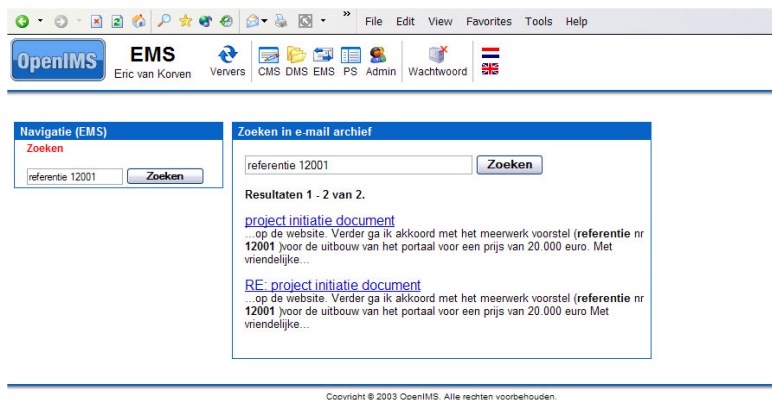 File Edit View Favorites Tools Help
OpenIMS
EMS
Eric van Korven
Ververs
CMS DMS EMS PS Admin
Wachtwoord
Navigatie (EMS)
Zoeken
referentie 12001 Zoeken
Zoeken in e-mail archief
referentie 12001 Zoeken
Resultaten 1 - 2 van 2.
project initiatie document
...op de website. Verder ga ik akkoord met het meerwerk voorstel (referentie nr
12001 )voor de uitbouw van het portaal voor een prijs van 20.000 euro. Met
vriendelijke...
RE: project initiatie document
...op de website. Verder ga ik akkoord met het meerwerk voorstel (referentie nr
12001 )voor de uitbouw van het portaal voor een prijs van 20.000 euro Met
vriendelijke...
Copyright © 2003 OpenIMS. Alle rechten voorbehouden.